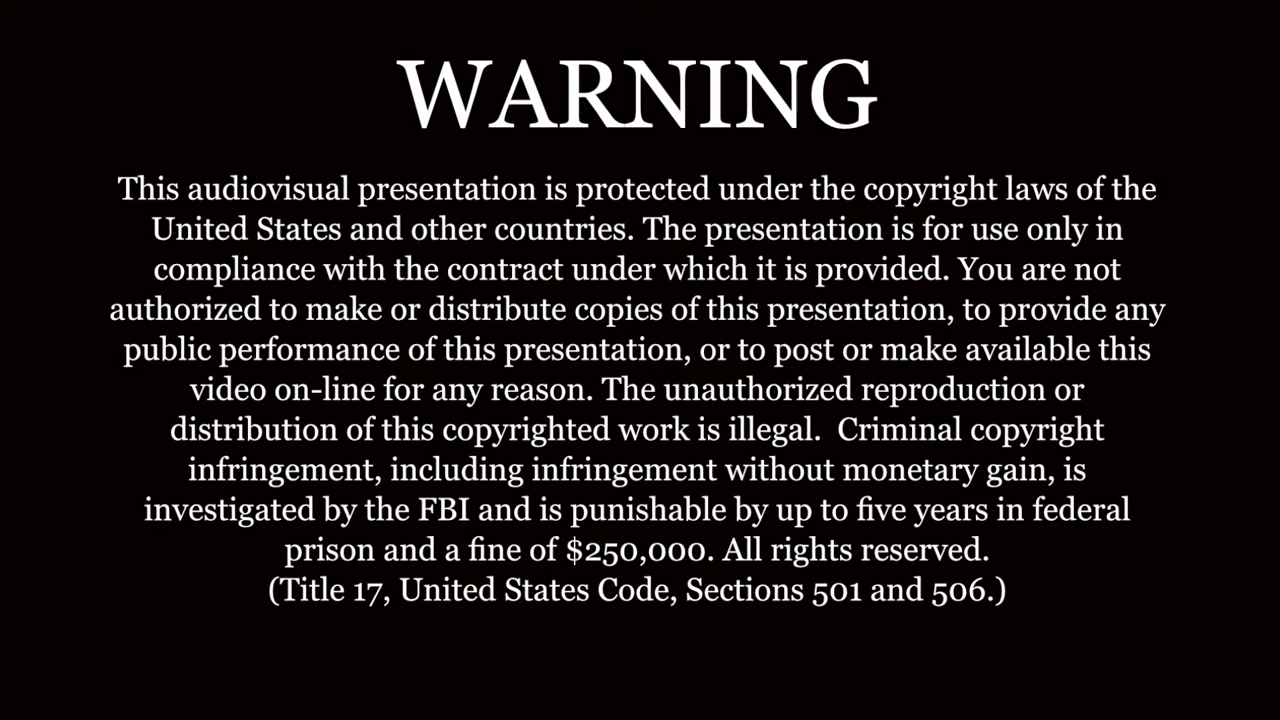 WARNING
This audiovisual presentation is protected under the copyright laws of the
United States and other countries. The presentation is for use only in
compliance with the contract under which it is provided. You are not
authorized to make or distribute copies of this presentation, to provide any
public performance of this presentation, or to post or make available this
video on-line for any reason. The unauthorized reproduction or
distribution of this copyrighted work is illegal.  Criminal copyright
infringement, including infringement without monetary gain, is
investigated by the FBI and is punishable by up to five years in federal
prison and a fine of $250,000. All rights reserved.
(Title 17, United States Code, Sections 501 and 506.)